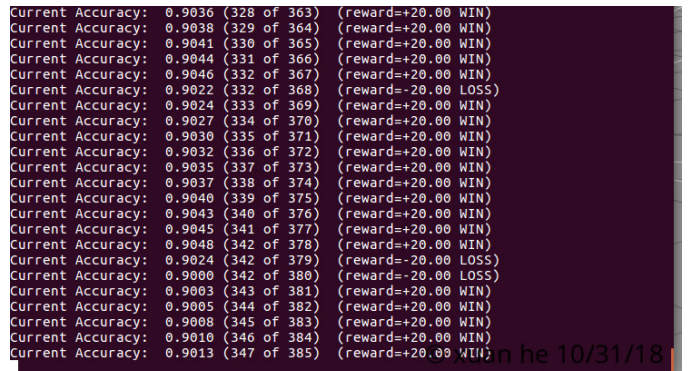 Current Accuracy:  0.9036 (328 of 363)  (reward=+20.00 WIN)
Current Accuracy:  0.9038 (329 of 364)  (reward=+20.00 WIN)
Current Accuracy:  0.9041 (330 of 365)  (reward=+20.00 WIN)
Current Accuracy:  0.9044 (331 of 366)  (reward=+20.00 WIN)
Current Accuracy:  0.9046 (332 of 367)  (reward=+20.00 WIN)
Current Accuracy:  0.9022 (332 of 368)  (reward=-20.00 LOSS)
Current Accuracy:  0.9024 (333 of 369)  (reward=+20.00 WIN)
Current Accuracy:  0.9027 (334 of 370)  (reward=+20.00 WIN)
Current Accuracy:  0.9030 (335 of 371)  (reward=+20.00 WIN)
Current Accuracy:  0.9032 (336 of 372)  (reward=+20.00 WIN)
Current Accuracy:  0.9035 (337 of 373)  (reward=+20.00 WIN)
Current Accuracy:  0.9037 (338 of 374)  (reward=+20.00 WIN)
Current Accuracy:  0.9040 (339 of 375)  (reward=+20.00 WIN)
Current Accuracy:  0.9043 (340 of 376)  (reward=+20.00 WIN)
Current Accuracy:  0.9045 (341 of 377)  (reward=+20.00 WIN)
Current Accuracy:  0.9048 (342 of 378)  (reward=+20.00 WIN)
Current Accuracy:  0.9024 (342 of 379)  (reward=-20.00 LOSS)
Current Accuracy:  0.9000 (342 of 380)  (reward=-20.00 LOSS)
Current Accuracy:  0.9003 (343 of 381)  (reward=+20.00 WIN)
Current Accuracy:  0.9005 (344 of 382)  (reward=+20.00 WIN)
Current Accuracy:  0.9008 (345 of 383)  (reward=+20.00 WIN)
Current Accuracy:  0.9010 (346 of 384)  (reward=+20.00 WIN)
Current Accuracy:  0.9013 (347 of 385)  (reward=+20.00 WIN)
© xuan he 10/31/18